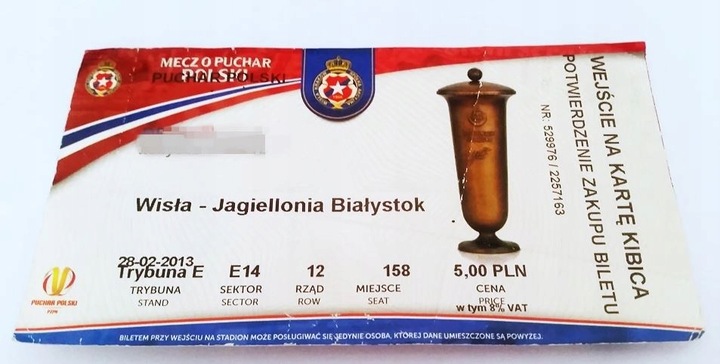 MECZ O PUCHAR
POLSKI
PUCHAR POLSKI
Wisła - Jagiellonia Białystok
28-02-2013
Trybuna E E14 12 158 5,00 PLN
TRYBUNA SEKTOR RZĄD MIEJSCE CENA
STAND SECTOR ROW SEAT PRICE
w tym 8% VAT
PUCHAR POLSKI
PZPN
BILETEM PRZY WEJŚCIU NA STADION MOŻE POSŁUGIWAĆ SIĘ JEDYNIE OSOBA, KTÓREJ DANE UMIESZCZONE SĄ POWYŻEJ.
WEJŚCIE NA KARTĘ KIBICA
POTWIERDZENIE ZAKUPU BILETU
NR: 529976 / 2257163